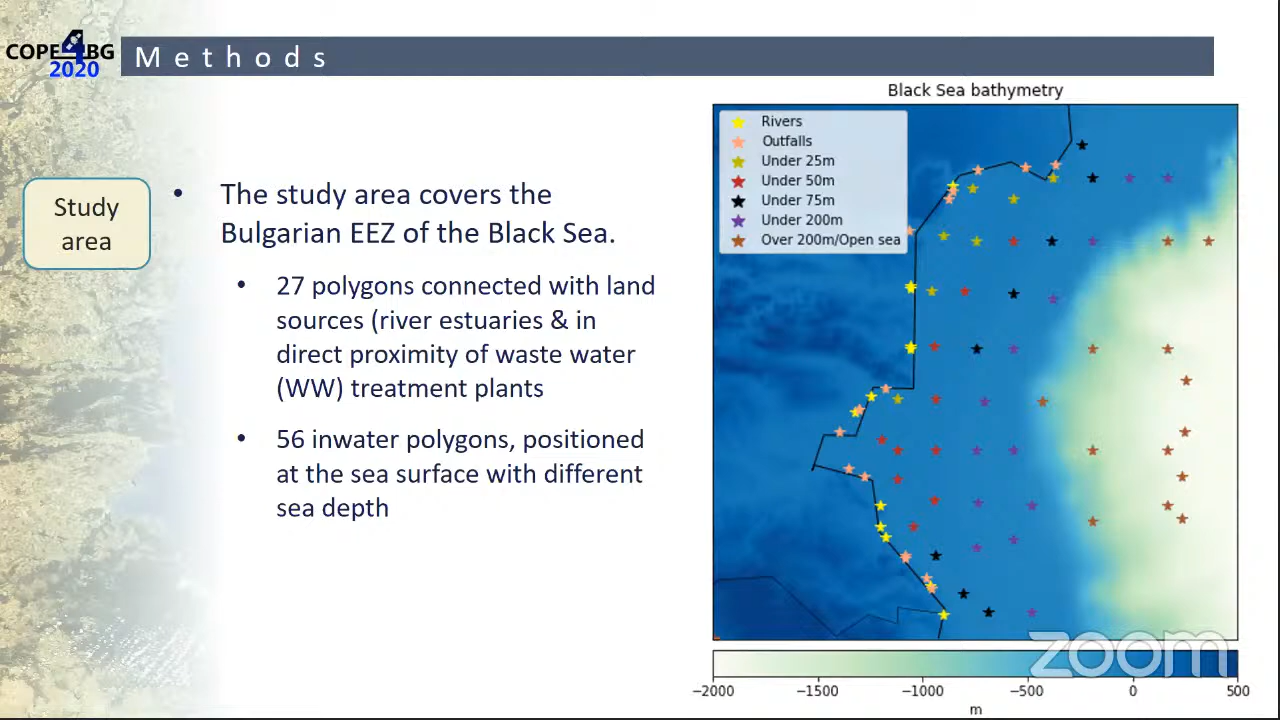 COPE4BG
2020
Methods
Study
area
• The study area covers the
Bulgarian EEZ of the Black Sea.
• 27 polygons connected with land
sources (river estuaries & in
direct proximity of waste water
(WW) treatment plants
• 56 inwater polygons, positioned
at the sea surface with different
sea depth
Black Sea bathymetry
Rivers
Outfalls
Under 25m
Under 50m
Under 75m
Under 200m
Over 200m/Open sea
−2000 −1500 −1000 −500 0 500
m
zoom